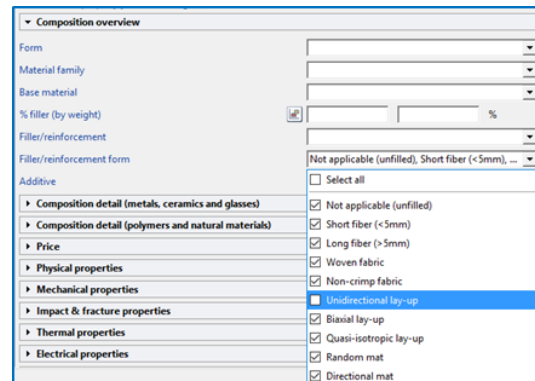 Composition overview
Form
Material family
Base material
% filler (by weight) %
Filler/reinforcement
Filler/reinforcement form Not applicable (unfilled), Short fiber (<5mm), ...
Additive
Select all
Not applicable (unfilled)
Short fiber (<5mm)
Long fiber (>5mm)
Woven fabric
Non-crimp fabric
Unidirectional lay-up
Biaxial lay-up
Quasi-isotropic lay-up
Random mat
Directional mat
Composition detail (metals, ceramics and glasses)
Composition detail (polymers and natural materials)
Price
Physical properties
Mechanical properties
Impact & fracture properties
Thermal properties
Electrical properties